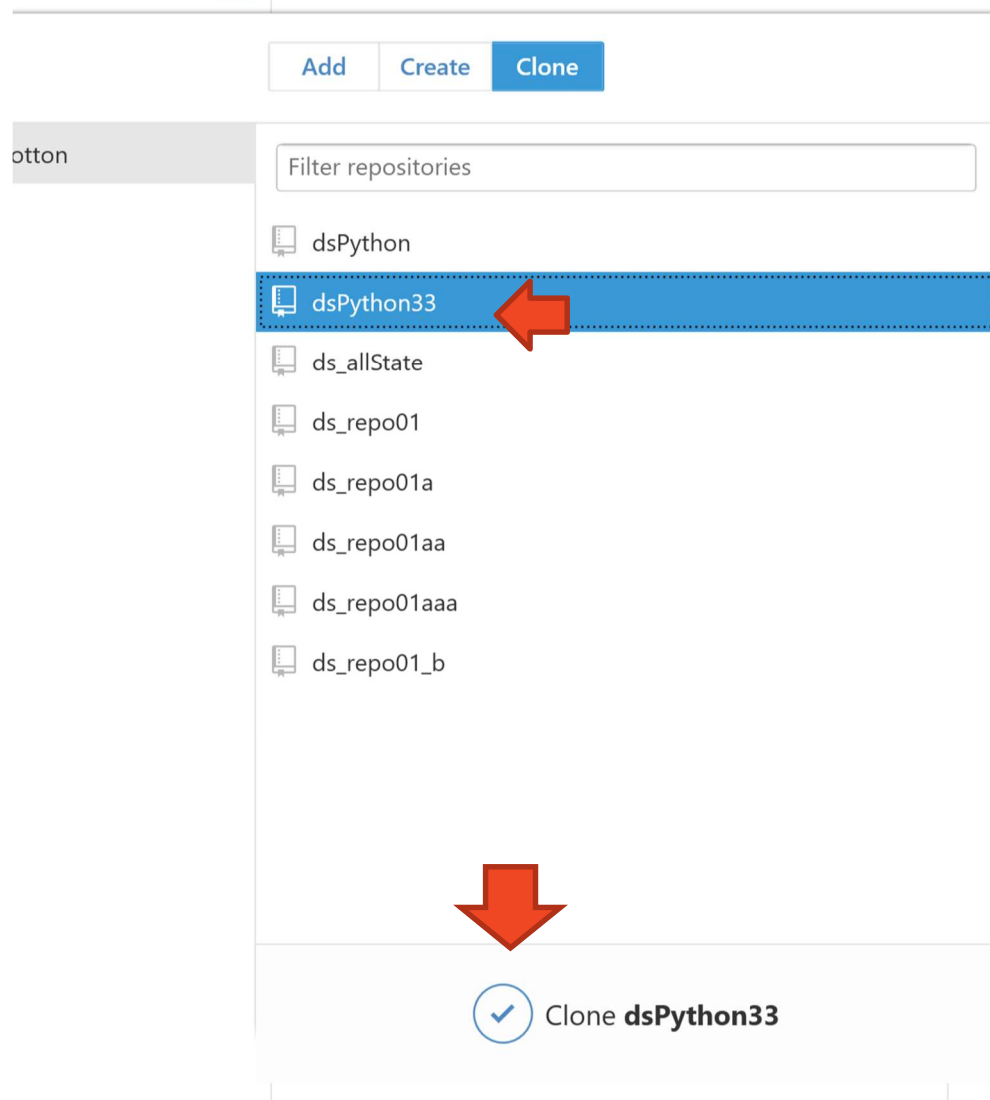 Add Create Clone
otton
Filter repositories
dsPython
dsPython33
ds_allState
ds_repo01
ds_repo01a
ds_repo01aa
ds_repo01aaa
ds_repo01_b
Clone dsPython33